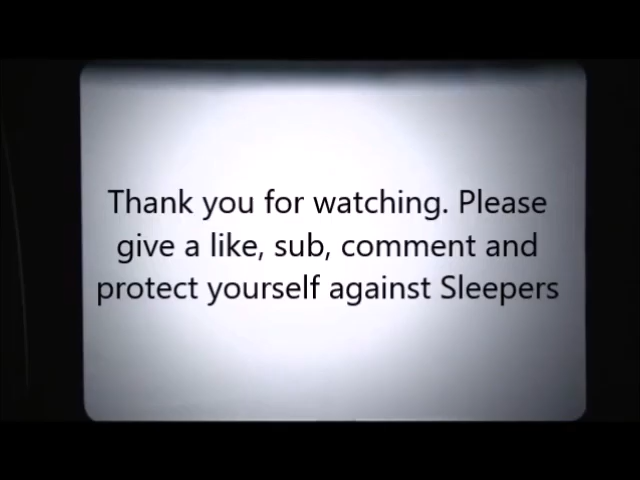 Thank you for watching. Please
give a like, sub, comment and
protect yourself against Sleepers